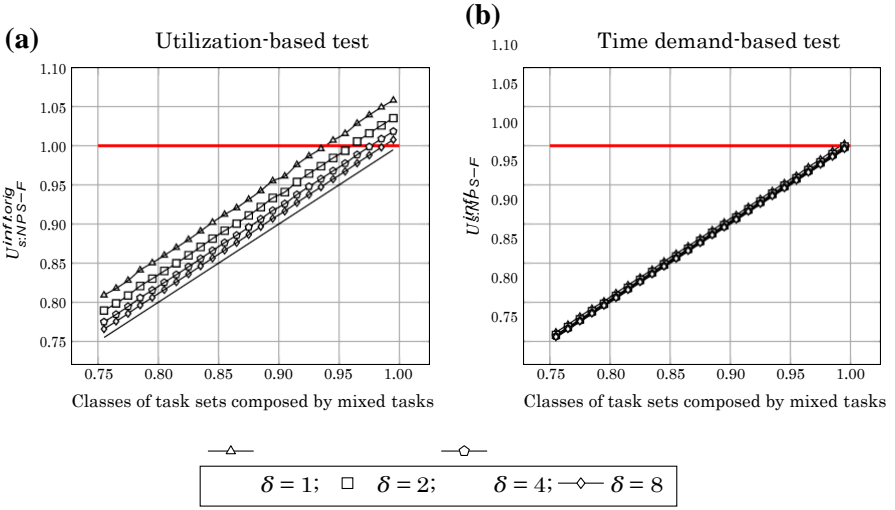 (a)
Utilization-based test
1.10
1.05
1.00
0.95
0.90
0.85
0.80
0.75
0.75 0.80 0.85 0.90 0.95 1.00
Classes of task sets composed by mixed tasks
(b)
Time demand-based test
1.10
1.05
1.00
0.95
0.90
0.85
0.80
0.75
0.75 0.80 0.85 0.90 0.95 1.00
Classes of task sets composed by mixed tasks
δ = 1; δ = 2; δ = 4; δ = 8